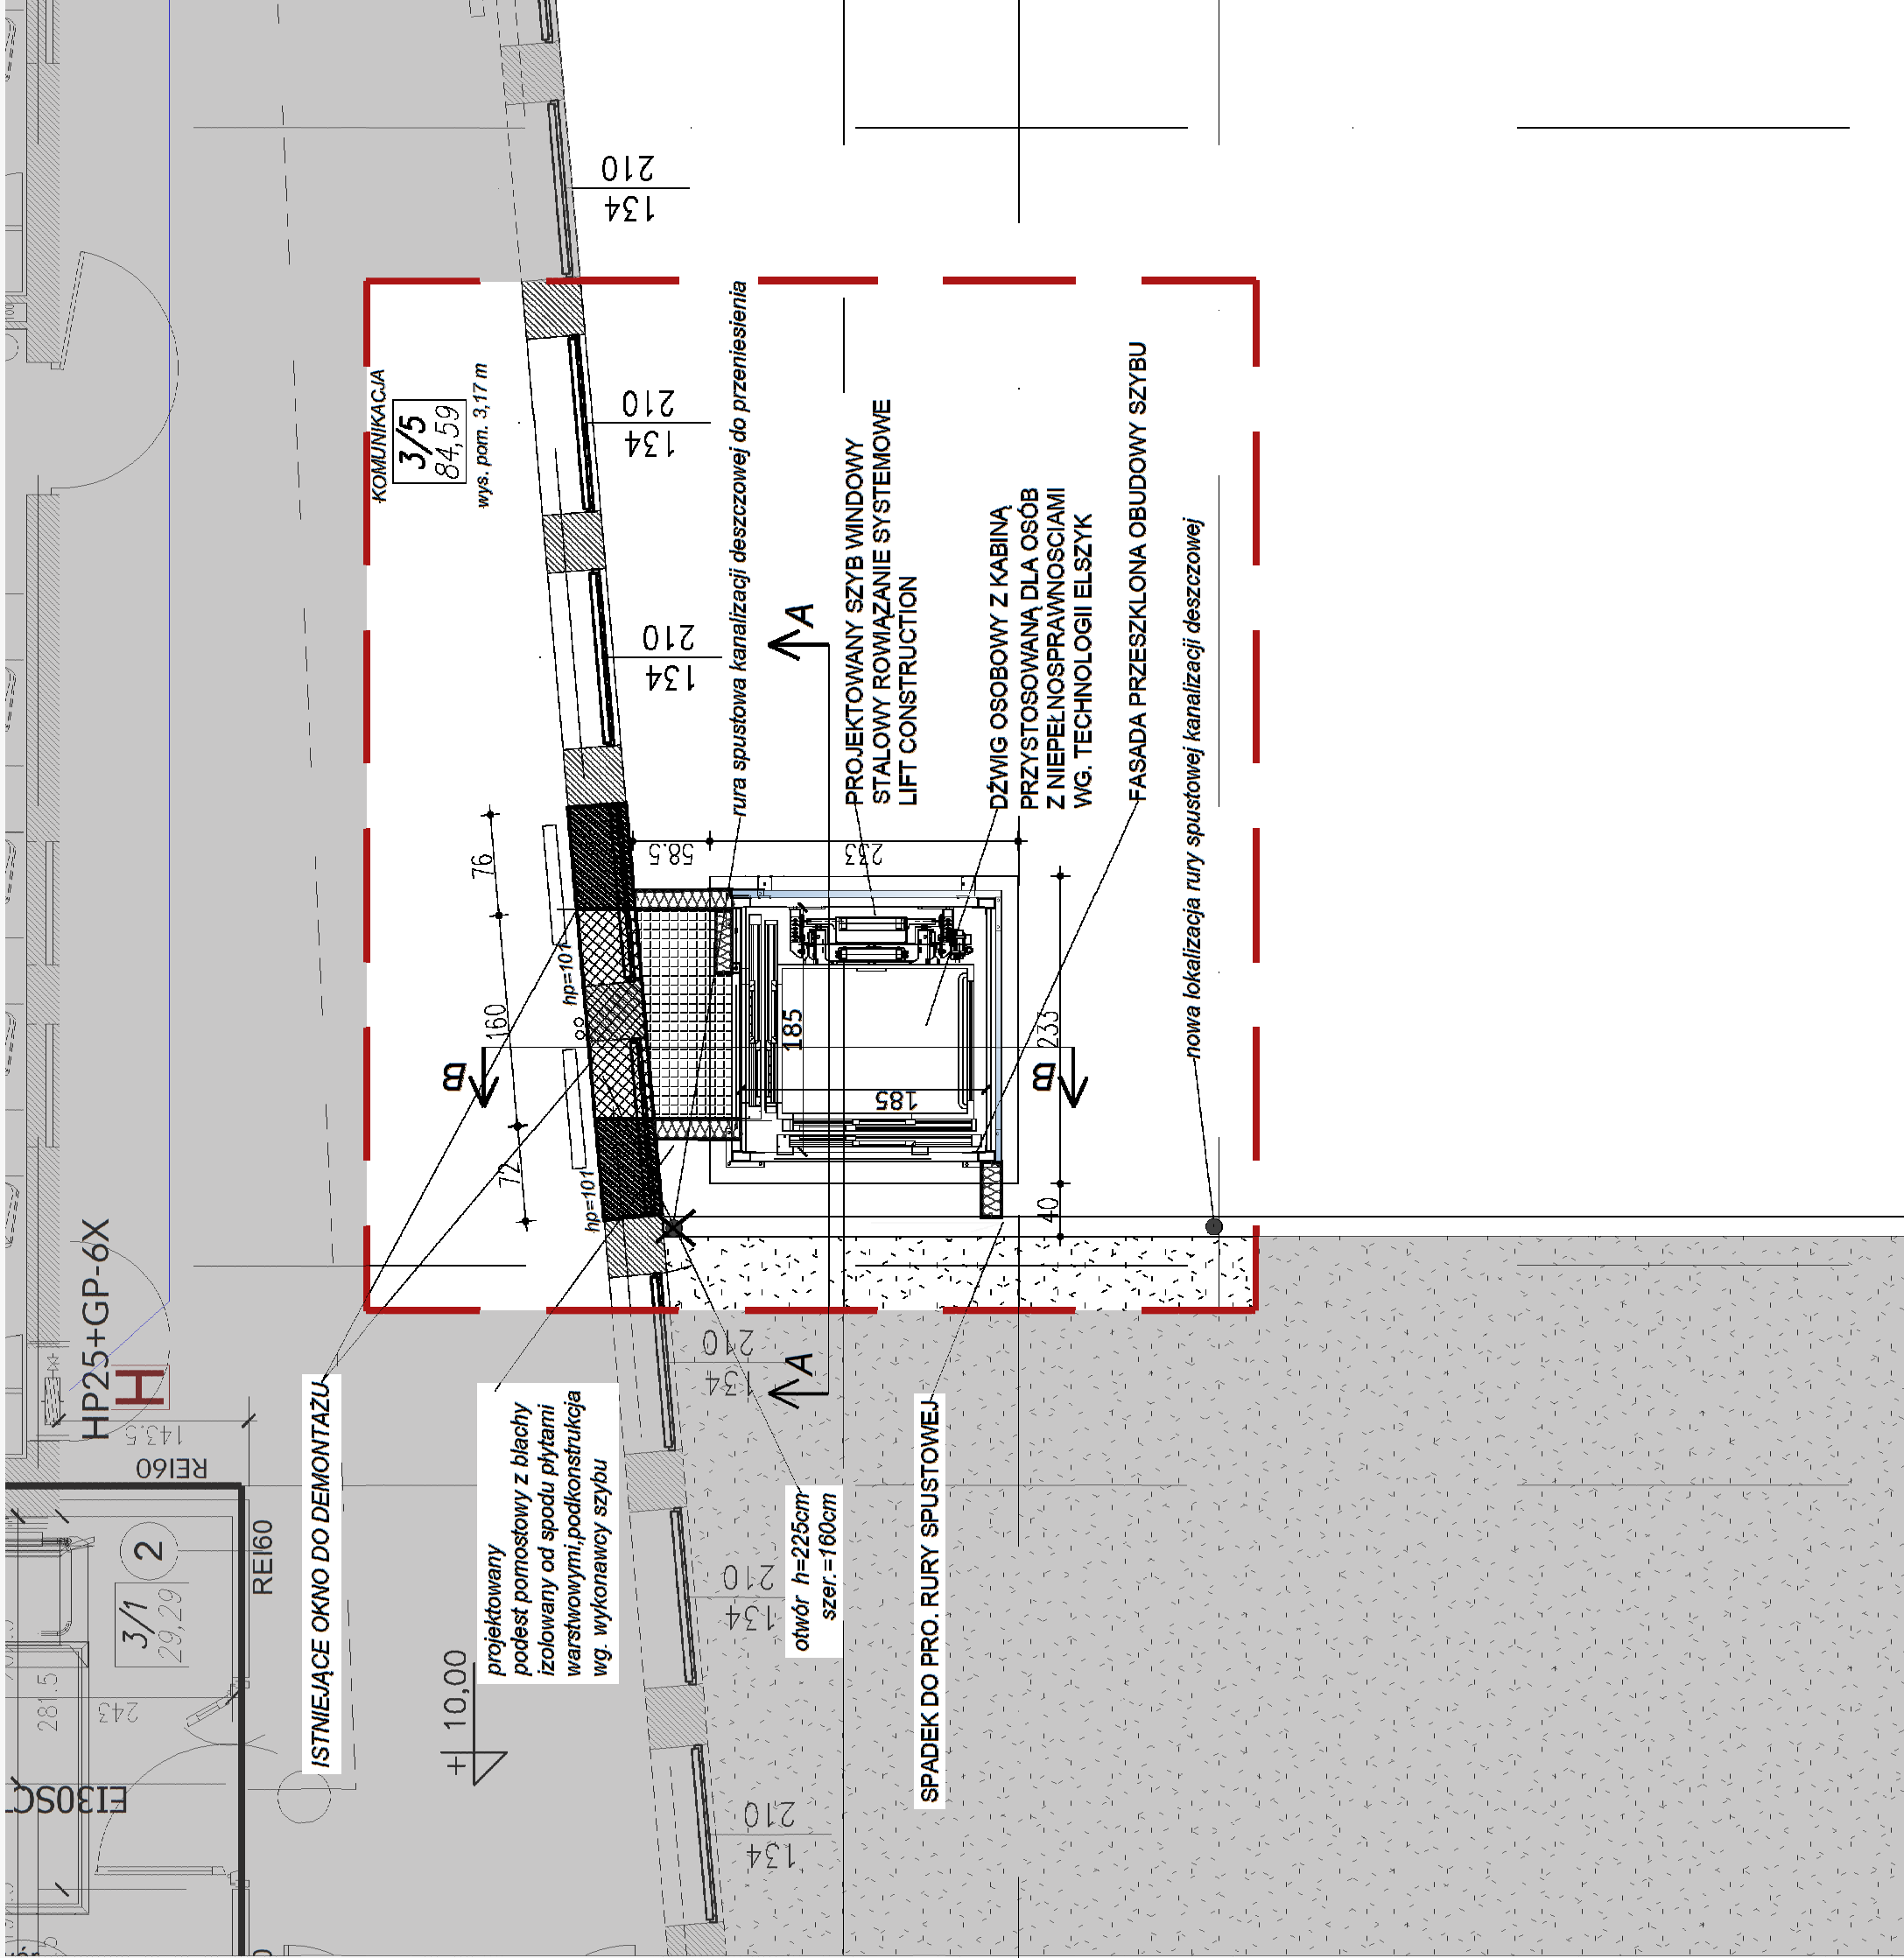 KOMUNIKACJA
3/5
84,59
wys. pom. 3,17 m
210
134
210
134
210
134
rura spustowa kanalizacji deszczowej do przeniesienia
PROJEKTOWANY SZYB WINDOWY
STALOWY ROWIĄZANIE SYSTEMOWE
LIFT CONSTRUCTION
DŹWIG OSOBOWY Z KABINĄ
PRZYSTOSOWANĄ DLA OSÓB
Z NIEPEŁNOSPRAWNOSCIAMI
WG. TECHNOLOGII ELSZYK
FASADA PRZESZKLONA OBUDOWY SZYBU
nowa lokalizacja rury spustowej kanalizacji deszczowej
A
A
B
B
76
160
72
hp=101
hp=101
58.5
233
233
40
185
185
HP25+GP-6X
H
143.5
REI60
REI60
2
3/1
29,29
281.5
243
EI30SC
100
ISTNIEJĄCE OKNO DO DEMONTAŻU
+10,00
projektowany
podest pomostowy z blachy
izolowany od spodu płytami
warstwowymi,podkonstrukcja
wg. wykonawcy szybu
otwór h=225cm
szer.=160cm
SPADEK DO PRO. RURY SPUSTOWEJ
210
134
210
134
210
134